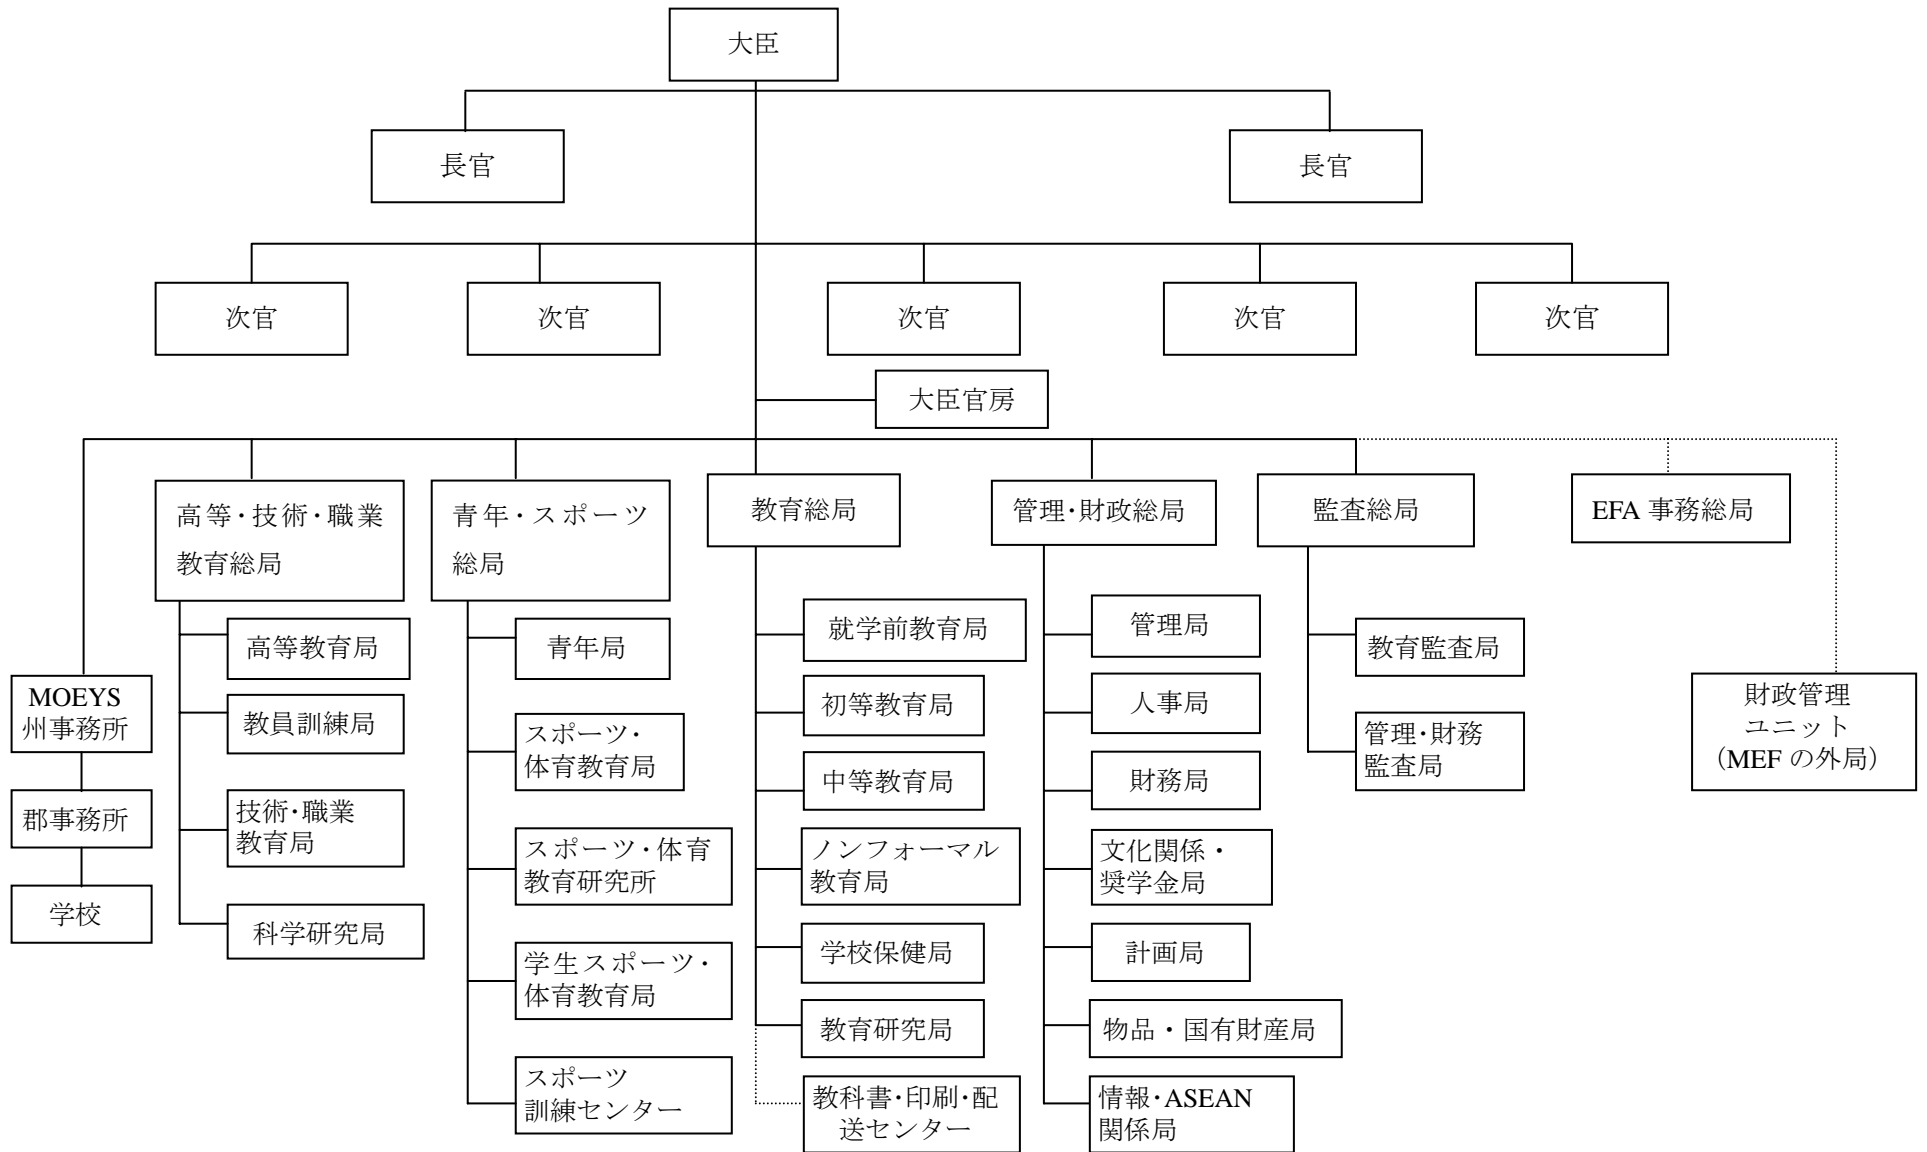 大臣
長官
長官
次官
次官
次官
次官
次官
大臣官房
高等・技術・職業
教育総局
青年・スポーツ
総局
教育総局
管理・財政総局
監査総局
EFA 事務総局
MOEYS
州事務所
郡事務所
学校
高等教育局
教員訓練局
技術・職業
教育局
科学研究局
青年局
スポーツ・
体育教育局
スポーツ・体育
教育研究所
学生スポーツ・
体育教育局
スポーツ
訓練センター
就学前教育局
初等教育局
中等教育局
ノンフォーマル
教育局
学校保健局
教育研究局
教科書・印刷・配
送センター
管理局
人事局
財務局
文化関係・
奨学金局
計画局
物品・国有財産局
情報・ASEAN
関係局
教育監査局
管理・財務
監査局
財政管理
ユニット
（MEF の外局）